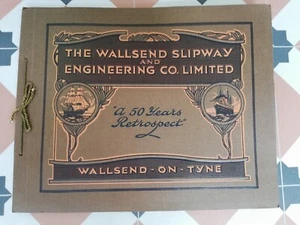 THE WALLSEND SLIPWAY
AND
ENGINEERING CO. LIMITED
"A 50 Years
Retrospect"
WALLSEND-ON-TYNE